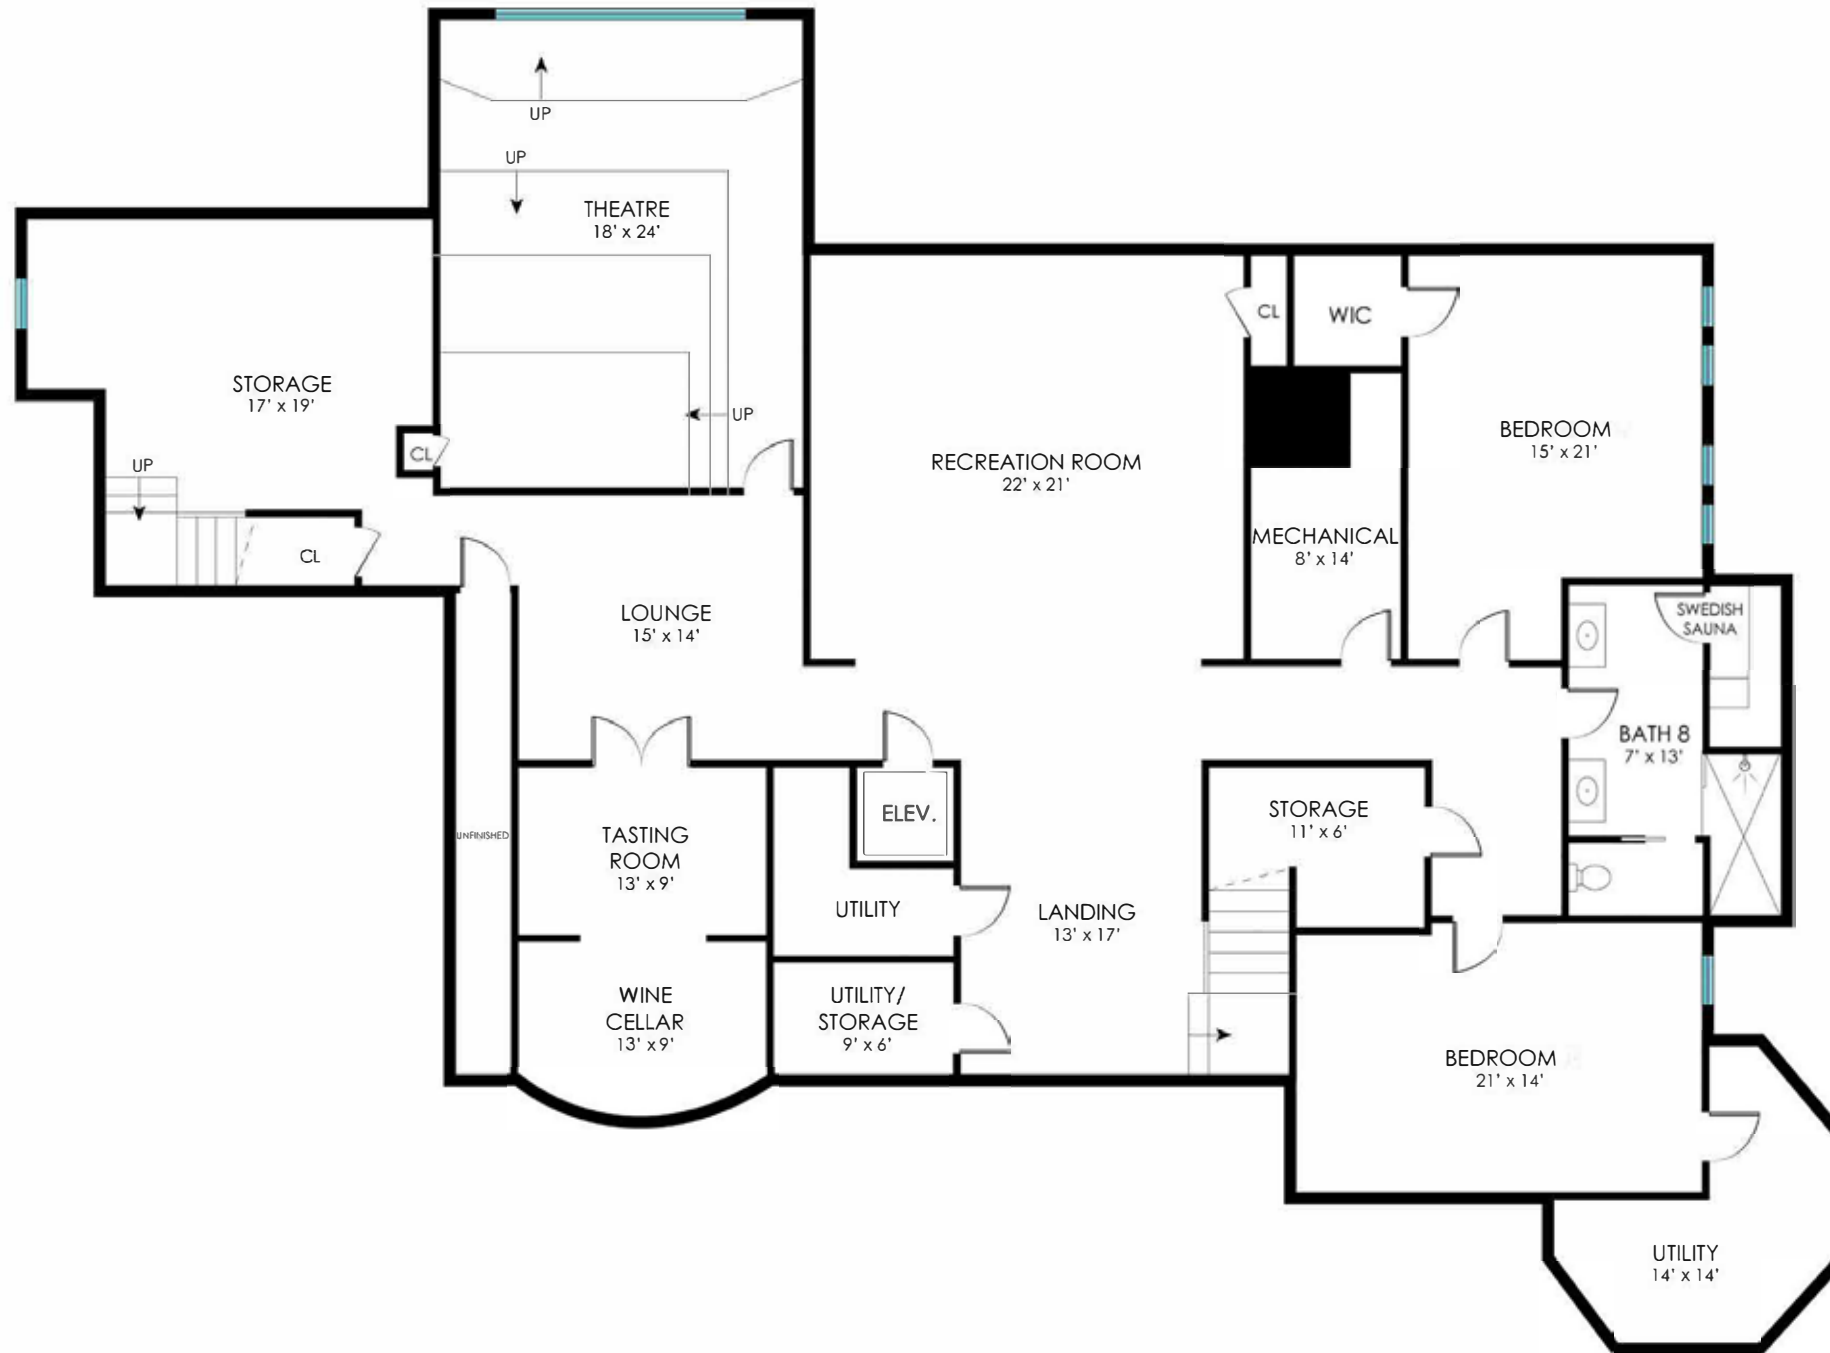 UP
UP
THEATRE
18' x 24'
UP
STORAGE
17' x 19'
CL
UP
CL
CL
WIC
RECREATION ROOM
22' x 21'
BEDROOM
15' x 21'
MECHANICAL
8' x 14'
LOUNGE
15' x 14'
SWEDISH
SAUNA
BATH 8
7' x 13'
UNFINISHED
TASTING
ROOM
13' x 9'
ELEV.
STORAGE
11' x 6'
UTILITY
LANDING
13' x 17'
WINE
CELLAR
13' x 9'
UTILITY/
STORAGE
9' x 6'
BEDROOM
21' x 14'
UTILITY
14' x 14'